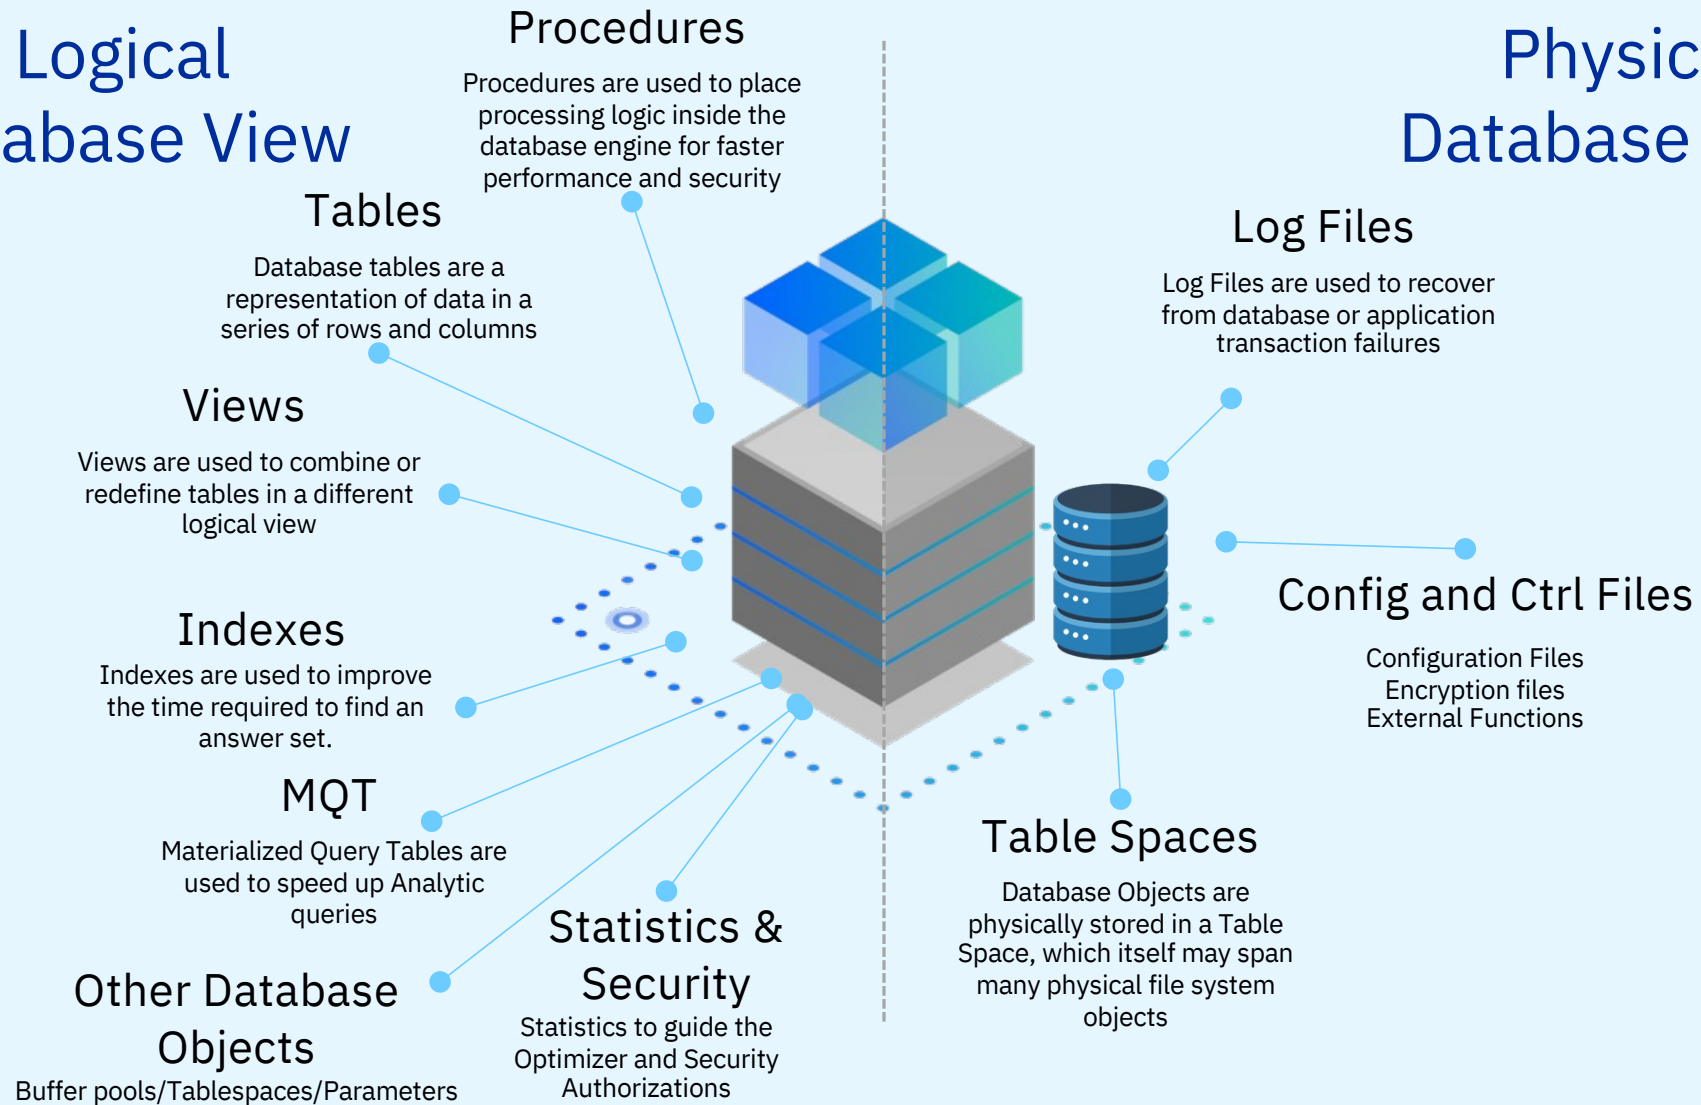 Logical
abase View
Procedures
Procedures are used to place
processing logic inside the
database engine for faster
performance and security
Tables
Database tables are a
representation of data in a
series of rows and columns
Views
Views are used to combine or
redefine tables in a different
logical view
Indexes
Indexes are used to improve
the time required to find an
answer set.
MQT
Materialized Query Tables are
used to speed up Analytic
queries
Other Database
Objects
Buffer pools/Tablespaces/Parameters
Statistics &
Security
Statistics to guide the
Optimizer and Security
Authorizations
Physic
Database
Log Files
Log Files are used to recover
from database or application
transaction failures
Config and Ctrl Files
Configuration Files
Encryption files
External Functions
Table Spaces
Database Objects are
physically stored in a Table
Space, which itself may span
many physical file system
objects